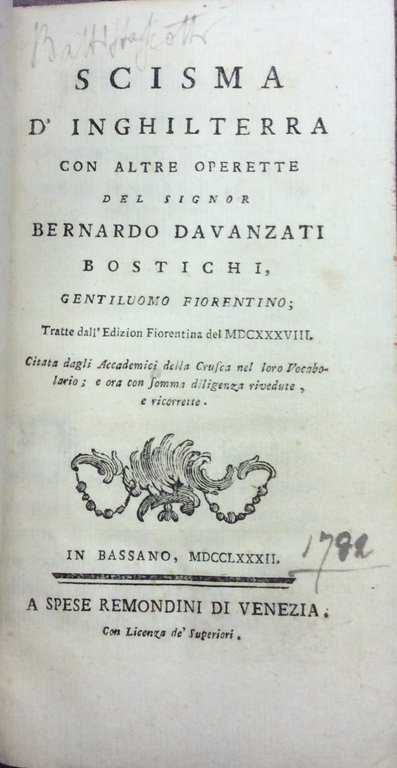 SCISMA
D' INGHILTERRA
CON ALTRE OPERETTE
DEL SIGNOR
BERNARDO DAVANZATI
BOSTICHI,
GENTILUOMO FIORENTINO;
Tratte dall' Edizion Fiorentina del MDCXXXVIII.
Citata dagli Accademici della Cruſca nel loro Vocabo-
lario; e ora con ſomma diligenza rivedute,
e ricorrette.
IN BASSANO, MDCCLXXXII.
1782
A SPESE REMONDINI DI VENEZIA.
Con Licenza de' Superiori.